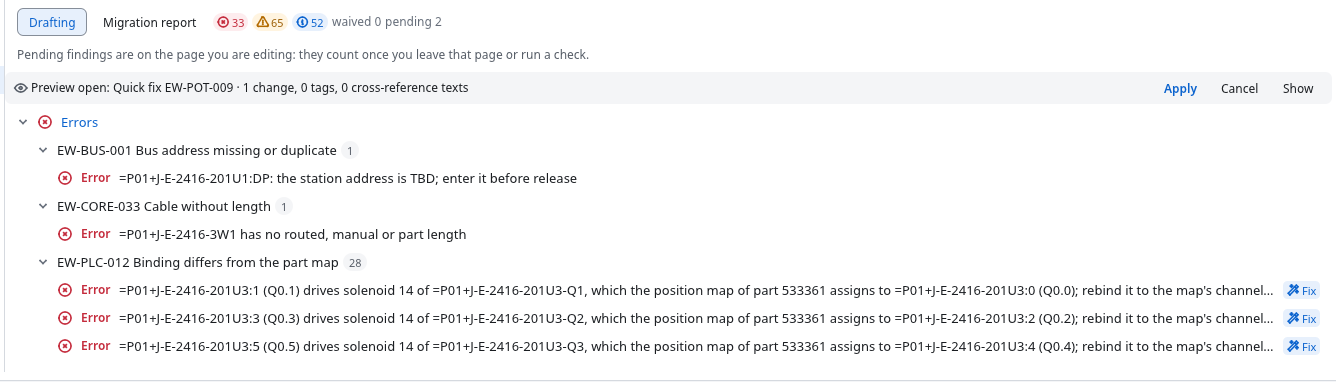 Drafting Migration report 33 65 52 waived 0 pending 2
Pending findings are on the page you are editing: they count once you leave that page or run a check.
Preview open: Quick fix EW-POT-009 · 1 change, 0 tags, 0 cross-reference texts Apply Cancel Show
Errors
EW-BUS-001 Bus address missing or duplicate 1
Error =P01+J-E-2416-201U1:DP: the station address is TBD; enter it before release
EW-CORE-033 Cable without length 1
Error =P01+J-E-2416-3W1 has no routed, manual or part length
EW-PLC-012 Binding differs from the part map 28
Error =P01+J-E-2416-201U3:1 (Q0.1) drives solenoid 14 of =P01+J-E-2416-201U3-Q1, which the position map of part 533361 assigns to =P01+J-E-2416-201U3:0 (Q0.0); rebind it to the map's channel... Fix
Error =P01+J-E-2416-201U3:3 (Q0.3) drives solenoid 14 of =P01+J-E-2416-201U3-Q2, which the position map of part 533361 assigns to =P01+J-E-2416-201U3:2 (Q0.2); rebind it to the map's channel... Fix
Error =P01+J-E-2416-201U3:5 (Q0.5) drives solenoid 14 of =P01+J-E-2416-201U3-Q3, which the position map of part 533361 assigns to =P01+J-E-2416-201U3:4 (Q0.4); rebind it to the map's channel... Fix